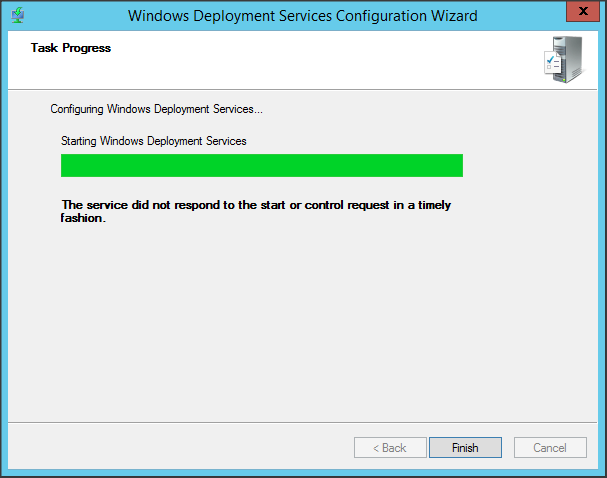 Windows Deployment Services Configuration Wizard
x
Task Progress
Configuring Windows Deployment Services...
Starting Windows Deployment Services
The service did not respond to the start or control request in a timely
fashion.
< Back
Finish
Cancel